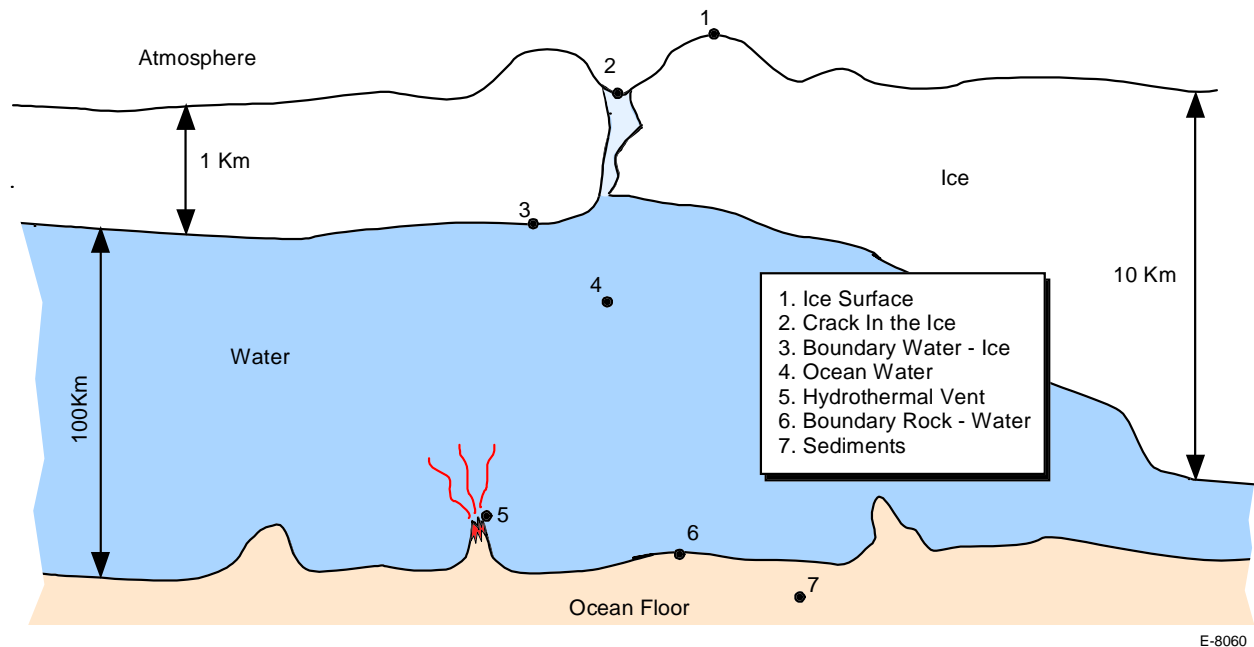 1
Atmosphere
2
1 Km
Ice
3
10 Km
4
1. Ice Surface
2. Crack In the Ice
3. Boundary Water - Ice
4. Ocean Water
5. Hydrothermal Vent
6. Boundary Rock - Water
7. Sediments
Water
100Km
5
6
7
Ocean Floor
E-8060